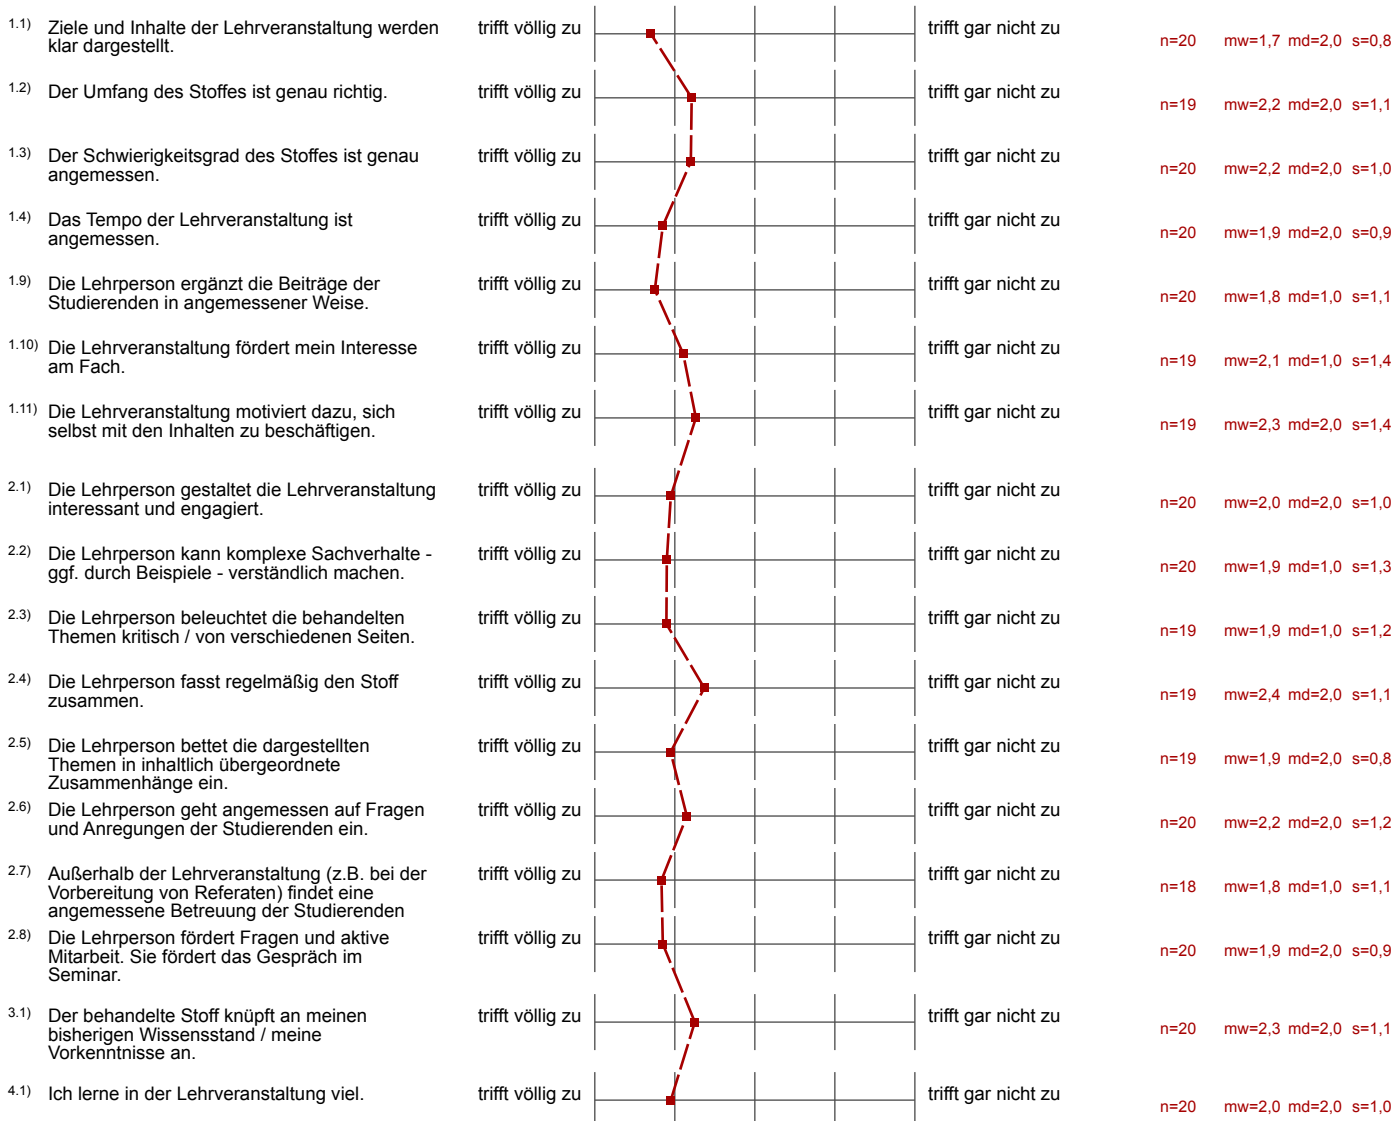 1.1) Ziele und Inhalte der Lehrveranstaltung werden klar dargestellt. trifft völlig zu trifft gar nicht zu n=20 mw=1,7 md=2,0 s=0,8
1.2) Der Umfang des Stoffes ist genau richtig. trifft völlig zu trifft gar nicht zu n=19 mw=2,2 md=2,0 s=1,1
1.3) Der Schwierigkeitsgrad des Stoffes ist genau angemessen. trifft völlig zu trifft gar nicht zu n=20 mw=2,2 md=2,0 s=1,0
1.4) Das Tempo der Lehrveranstaltung ist angemessen. trifft völlig zu trifft gar nicht zu n=20 mw=1,9 md=2,0 s=0,9
1.9) Die Lehrperson ergänzt die Beiträge der Studierenden in angemessener Weise. trifft völlig zu trifft gar nicht zu n=20 mw=1,8 md=1,0 s=1,1
1.10) Die Lehrveranstaltung fördert mein Interesse am Fach. trifft völlig zu trifft gar nicht zu n=19 mw=2,1 md=1,0 s=1,4
1.11) Die Lehrveranstaltung motiviert dazu, sich selbst mit den Inhalten zu beschäftigen. trifft völlig zu trifft gar nicht zu n=19 mw=2,3 md=2,0 s=1,4
2.1) Die Lehrperson gestaltet die Lehrveranstaltung interessant und engagiert. trifft völlig zu trifft gar nicht zu n=20 mw=2,0 md=2,0 s=1,0
2.2) Die Lehrperson kann komplexe Sachverhalte - ggf. durch Beispiele - verständlich machen. trifft völlig zu trifft gar nicht zu n=20 mw=1,9 md=1,0 s=1,3
2.3) Die Lehrperson beleuchtet die behandelten Themen kritisch / von verschiedenen Seiten. trifft völlig zu trifft gar nicht zu n=19 mw=1,9 md=1,0 s=1,2
2.4) Die Lehrperson fasst regelmäßig den Stoff zusammen. trifft völlig zu trifft gar nicht zu n=19 mw=2,4 md=2,0 s=1,1
2.5) Die Lehrperson bettet die dargestellten Themen in inhaltlich übergeordnete Zusammenhänge ein. trifft völlig zu trifft gar nicht zu n=19 mw=1,9 md=2,0 s=0,8
2.6) Die Lehrperson geht angemessen auf Fragen und Anregungen der Studierenden ein. trifft völlig zu trifft gar nicht zu n=20 mw=2,2 md=2,0 s=1,2
2.7) Außerhalb der Lehrveranstaltung (z.B. bei der Vorbereitung von Referaten) findet eine angemessene Betreuung der Studierenden trifft völlig zu trifft gar nicht zu n=18 mw=1,8 md=1,0 s=1,1
2.8) Die Lehrperson fördert Fragen und aktive Mitarbeit. Sie fördert das Gespräch im Seminar. trifft völlig zu trifft gar nicht zu n=20 mw=1,9 md=2,0 s=0,9
3.1) Der behandelte Stoff knüpft an meinen bisherigen Wissensstand / meine Vorkenntnisse an. trifft völlig zu trifft gar nicht zu n=20 mw=2,3 md=2,0 s=1,1
4.1) Ich lerne in der Lehrveranstaltung viel. trifft völlig zu trifft gar nicht zu n=20 mw=2,0 md=2,0 s=1,0